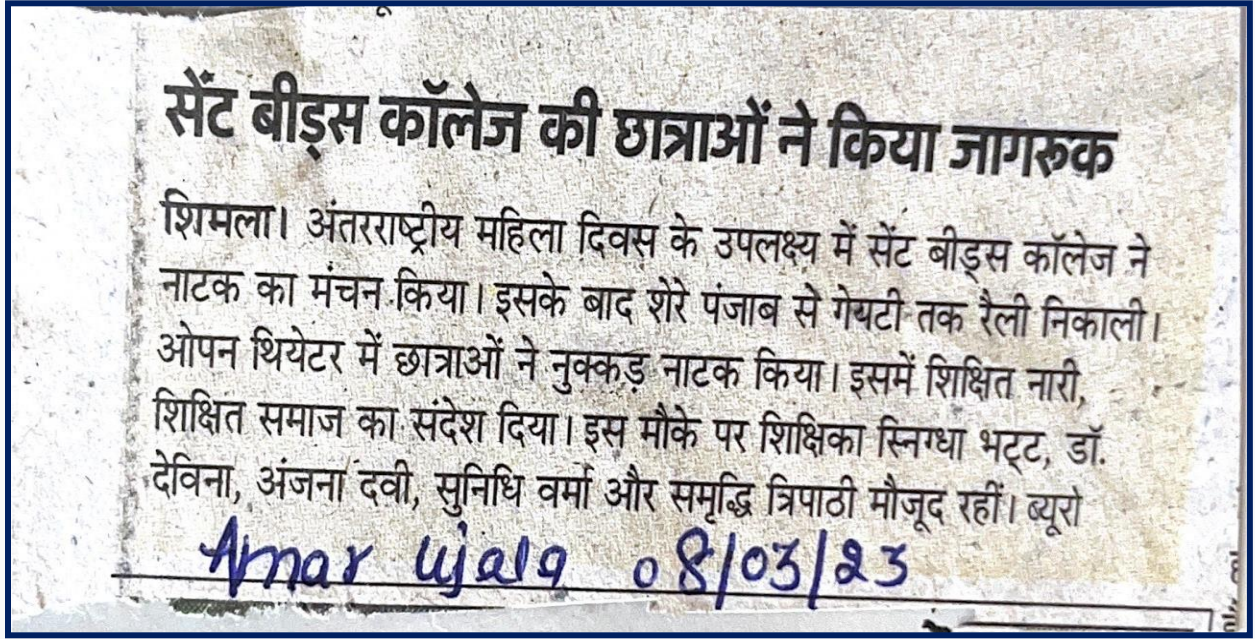 सेंट बीड्स कॉलेज की छात्राओं ने किया जागरूक
शिमला। अंतरराष्ट्रीय महिला दिवस के उपलक्ष्य में सेंट बीड्स कॉलेज ने
नाटक का मंचन किया। इसके बाद शेरे पंजाब से गेयटी तक रैली निकाली।
ओपन थियेटर में छात्राओं ने नुक्कड़ नाटक किया। इसमें शिक्षित नारी,
शिक्षित समाज का संदेश दिया। इस मौके पर शिक्षिका स्निग्धा भट्ट, डॉ.
देविना, अंजना दवी, सुनिधि वर्मा और समृद्धि त्रिपाठी मौजूद रहीं। ब्यूरो
Amar Ujala 08/03/23